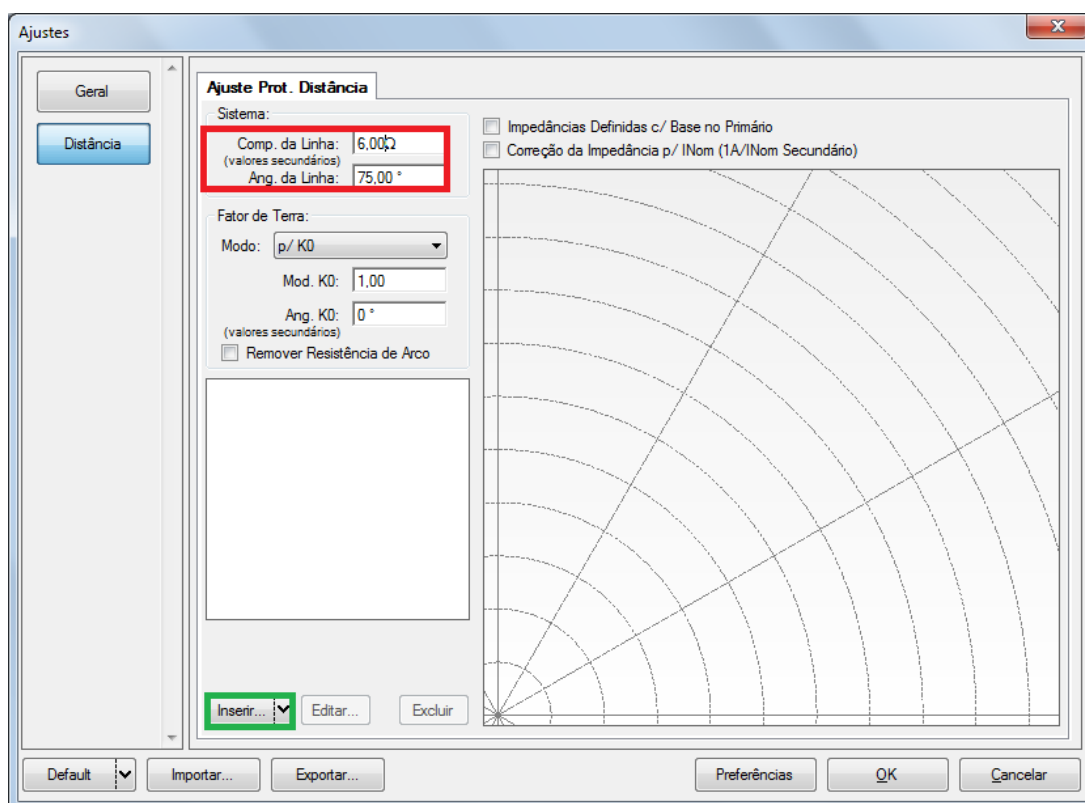 Ajustes
Geral
Distância
Ajuste Prot. Distância
Sistema:
Comp. da Linha: 6,00Ω
(valores secundários)
Ang. da Linha: 75,00 °
Fator de Terra:
Modo: p/ K0
Mod. K0: 1,00
Ang. K0: 0 °
(valores secundários)
Remover Resistência de Arco
Impedâncias Definidas c/ Base no Primário
Correção da Impedância p/ INom (1A/INom Secundário)
Inserir... Editar... Excluir
Default Importar... Exportar... Preferências OK Cancelar